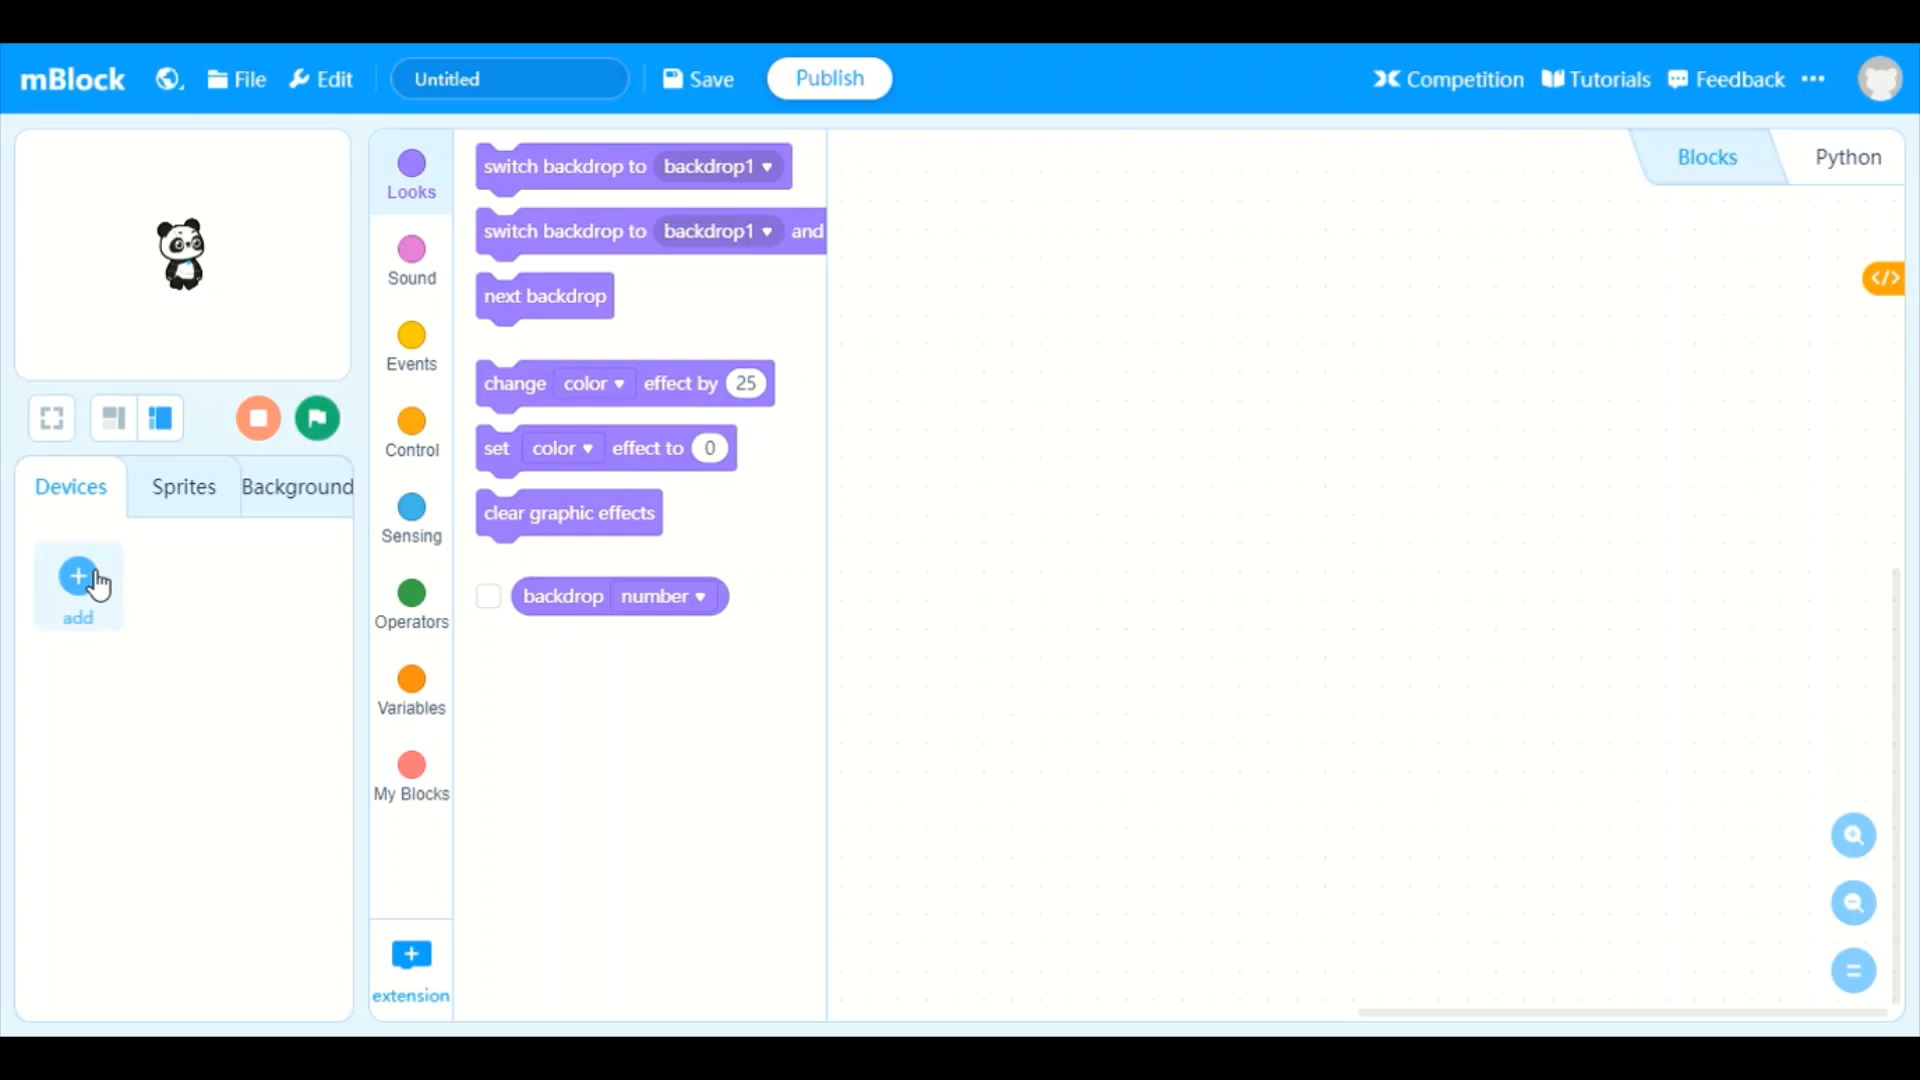 mBlock File Edit Untitled Save Publish Competition Tutorials Feedback
Blocks Python
Looks
Sound
Events
Control
Sensing
Operators
Variables
My Blocks
extension
switch backdrop to backdrop1
switch backdrop to backdrop1 and
next backdrop
change color effect by 25
set color effect to 0
clear graphic effects
backdrop number
</>
Devices Sprites Background
add